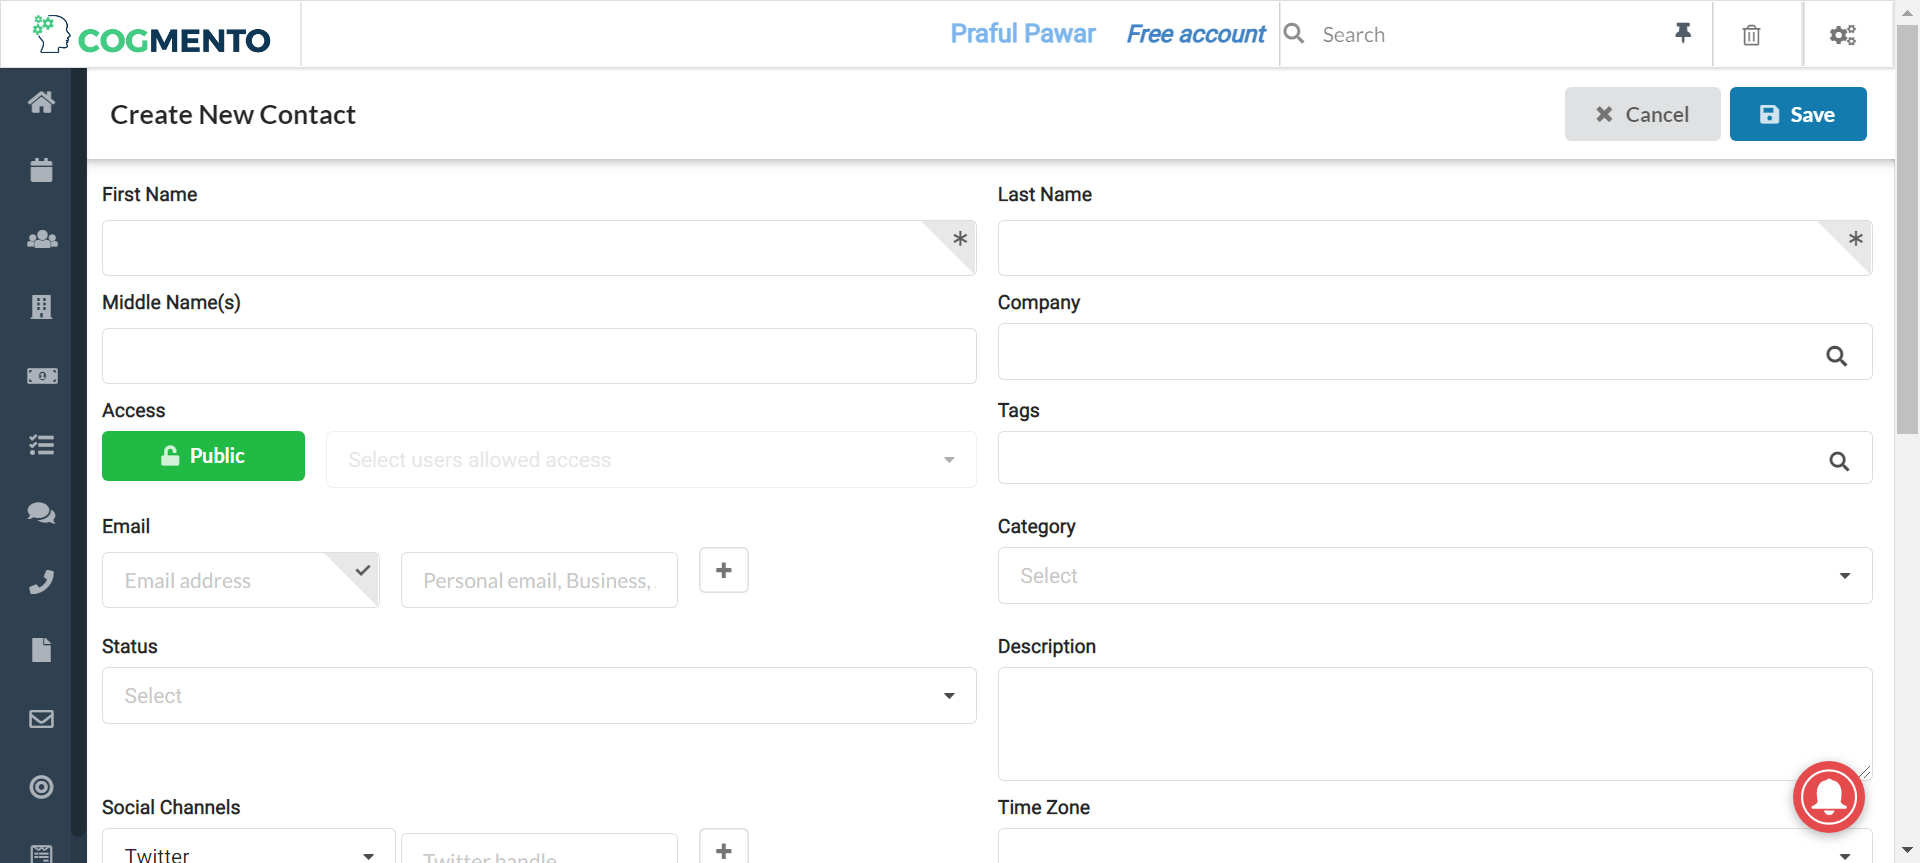 COGMENTO
Praful Pawar
Free account
Search
Create New Contact
Cancel
Save
First Name
Last Name
*
*
Middle Name(s)
Company
Access
Tags
Public
Select users allowed access
Email
Category
Email address
Personal email, Business,
Select
Status
Description
Select
Social Channels
Time Zone
Twitter
Twitter handle